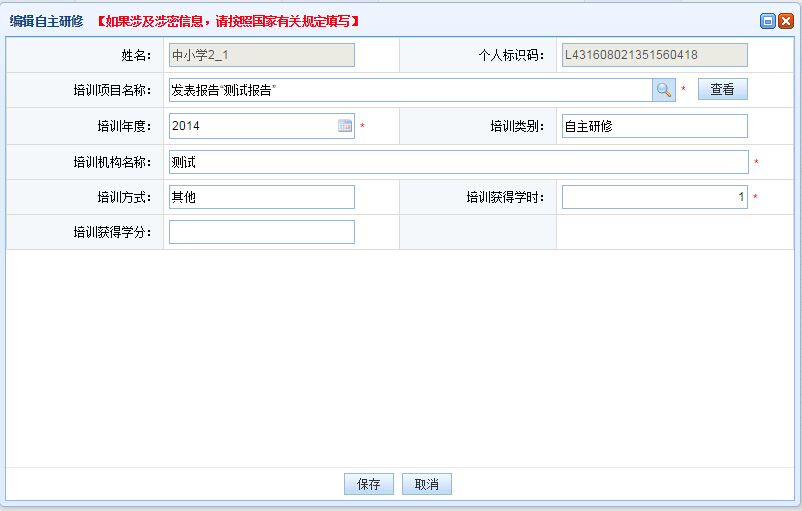 编辑自主研修 【如果涉及涉密信息，请按照国家有关规定填写】
姓名： 中小学2_1 个人标识码： L431608021351560418
培训项目名称： 发表报告“测试报告” * 查看
培训年度： 2014 * 培训类别： 自主研修
培训机构名称： 测试 *
培训方式： 其他 培训获得学时： 1 *
培训获得学分：
保存 取消